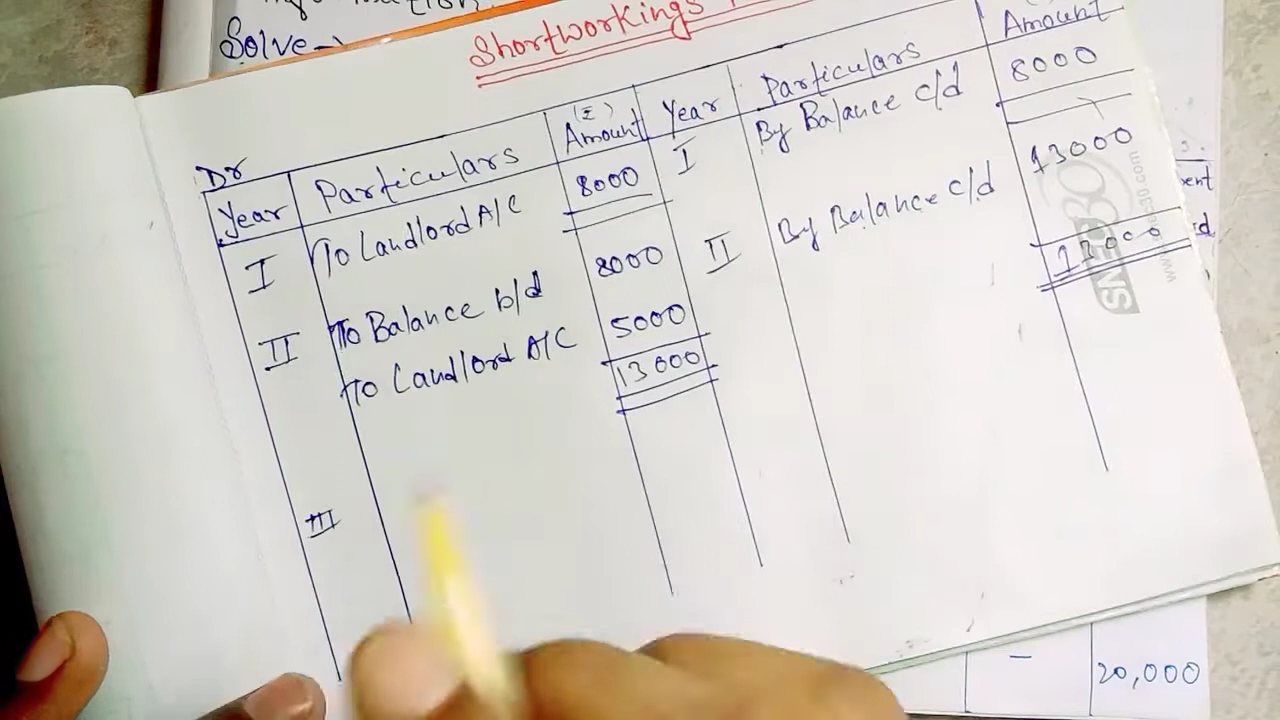 Solve→
Shortworkings
Dr
Year Particulars (₹) Amount Year Particulars Amount
I To Landlord A/C 8000 I By Balance c/d 8000
II To Balance b/d 8000 II By Balance c/d 13000
To Landlord A/C 5000
13000 13000
III
20,000